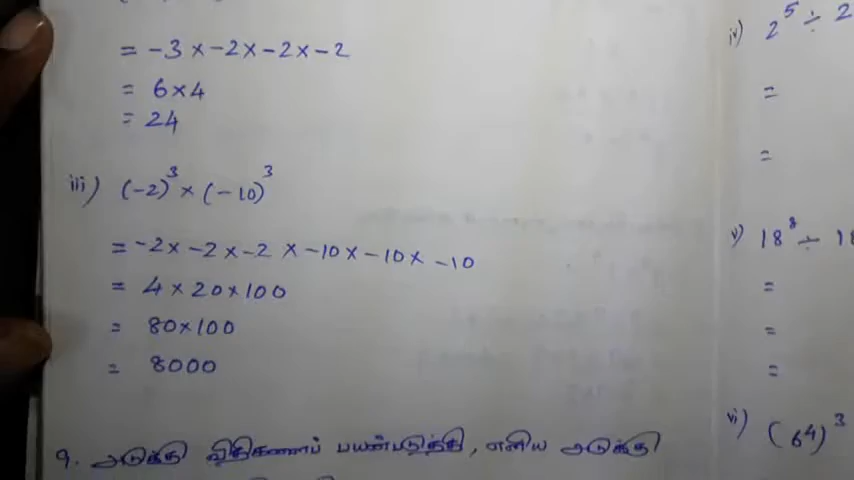 = -3 × -2 × -2 × -2
= 6 × 4
= 24
iii) (-2)³ × (-10)³
= -2 × -2 × -2 × -10 × -10 × -10
= 4 × 20 × 100
= 80 × 100
= 8000
9. அடுக்கு விதிகளைப் பயன்படுத்தி, எளிய அடுக்கு
iv) 2⁵ ÷ 2
=
=
v) 18⁸ ÷ 18
=
=
=
vi) (6⁴)³